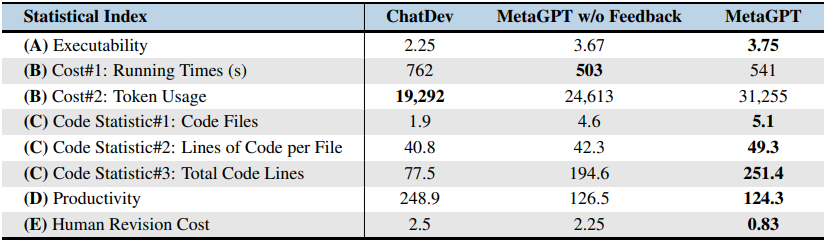 Statistical Index ChatDev MetaGPT w/o Feedback MetaGPT
(A) Executability 2.25 3.67 3.75
(B) Cost#1: Running Times (s) 762 503 541
(B) Cost#2: Token Usage 19,292 24,613 31,255
(C) Code Statistic#1: Code Files 1.9 4.6 5.1
(C) Code Statistic#2: Lines of Code per File 40.8 42.3 49.3
(C) Code Statistic#3: Total Code Lines 77.5 194.6 251.4
(D) Productivity 248.9 126.5 124.3
(E) Human Revision Cost 2.5 2.25 0.83